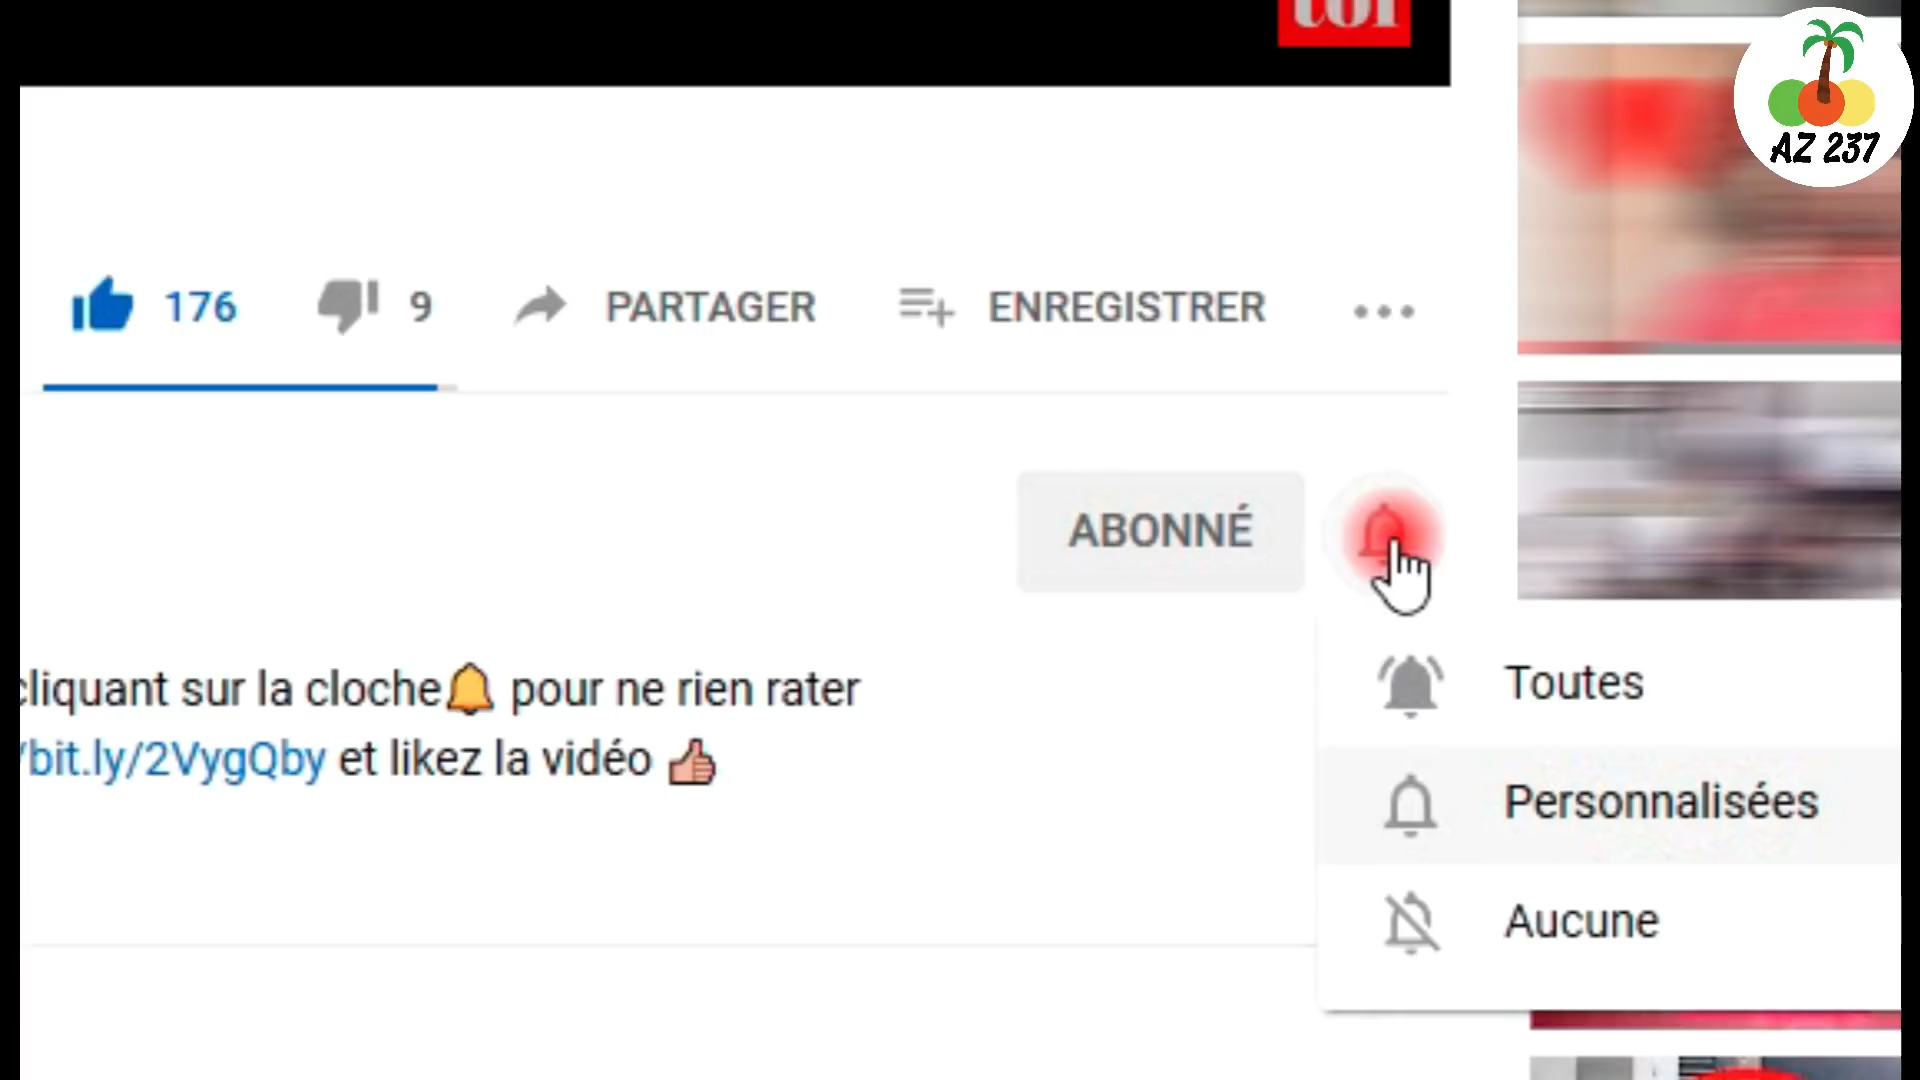 AZ 237
176 9 PARTAGER ENREGISTRER
ABONNÉ
cliquant sur la cloche🔔 pour ne rien rater
/bit.ly/2VygQby et likez la vidéo 👍
Toutes
Personnalisées
Aucune